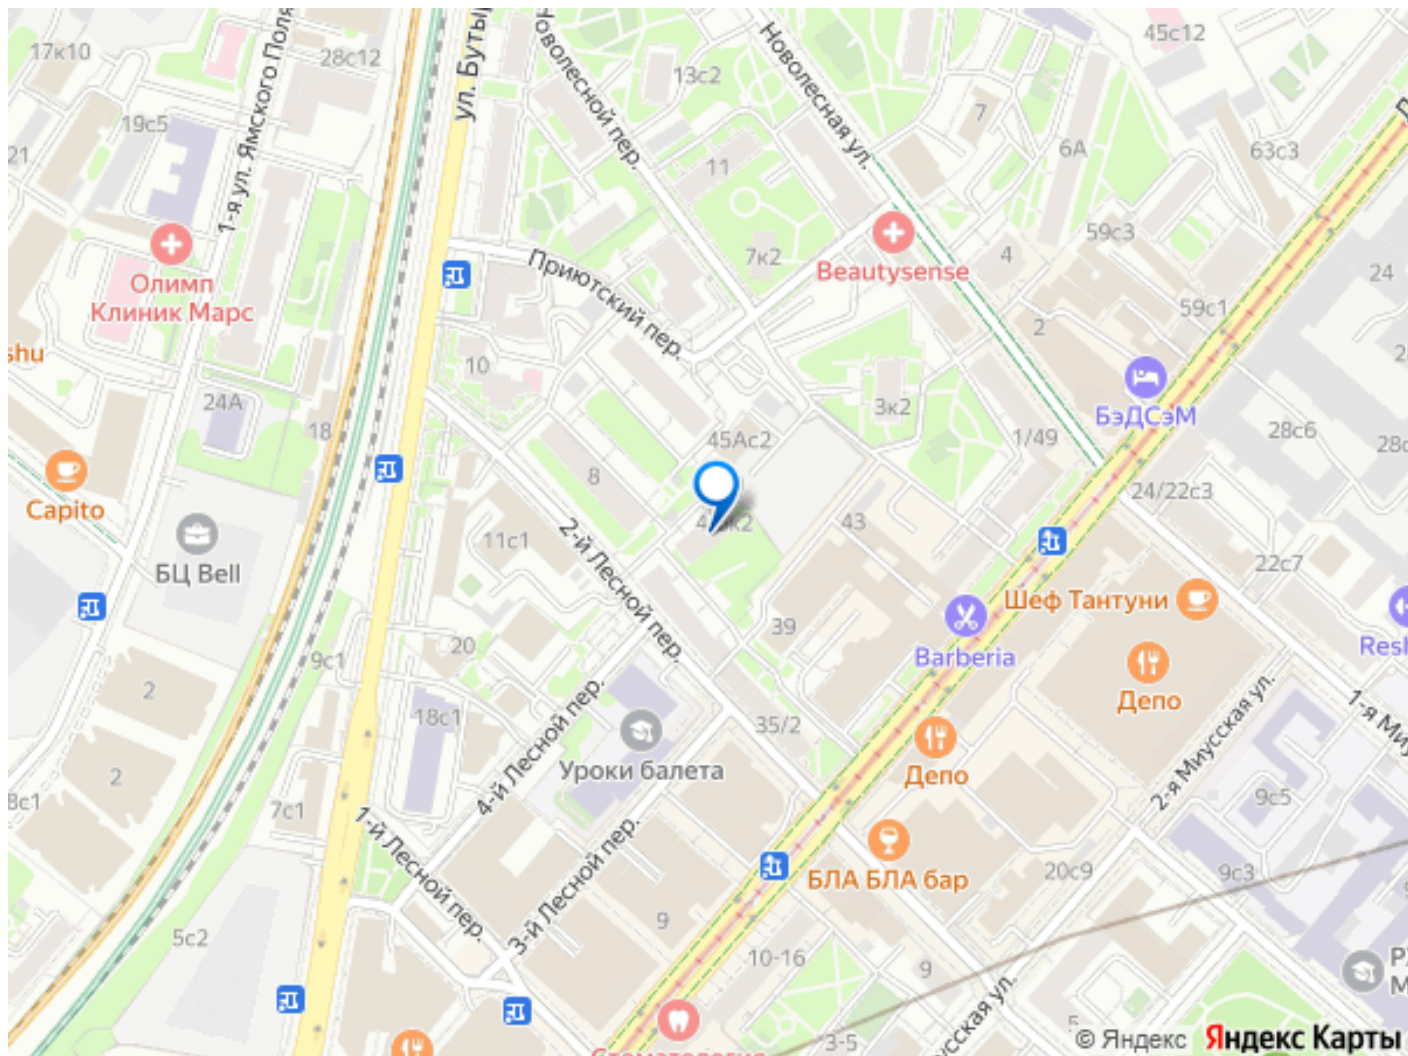 17к10
28с12
1-я ул. Ямского Поля
ул. Бутыр
Новолесной пер.
13с2
Новолесная ул.
45с12
7
6А
63с3
19с5
21
11
Олимп
Клиник Марс
7к2
Beautysense
4
59с3
24
59с1
2
Приютский пер.
shu
10
24А
18
3к2
БэДСэМ
1/49
28с6
45Ас2
8
Capito
24/22с3
43
11с1
2-й Лесной пер.
БЦ Bell
22с7
Шеф Тантуни
39
Barberia
20
9с1
2
Депо
18с1
35/2
Уроки балета
4-й Лесной пер.
Депо
2-я Миусская ул.
2
7с1
9с5
1-й Лесной пер.
3-й Лесной пер.
БЛА БЛА бар
20с9
9с3
9
5с2
10-16
9
3-5
Стоматология
© Яндекс Яндекс Карты